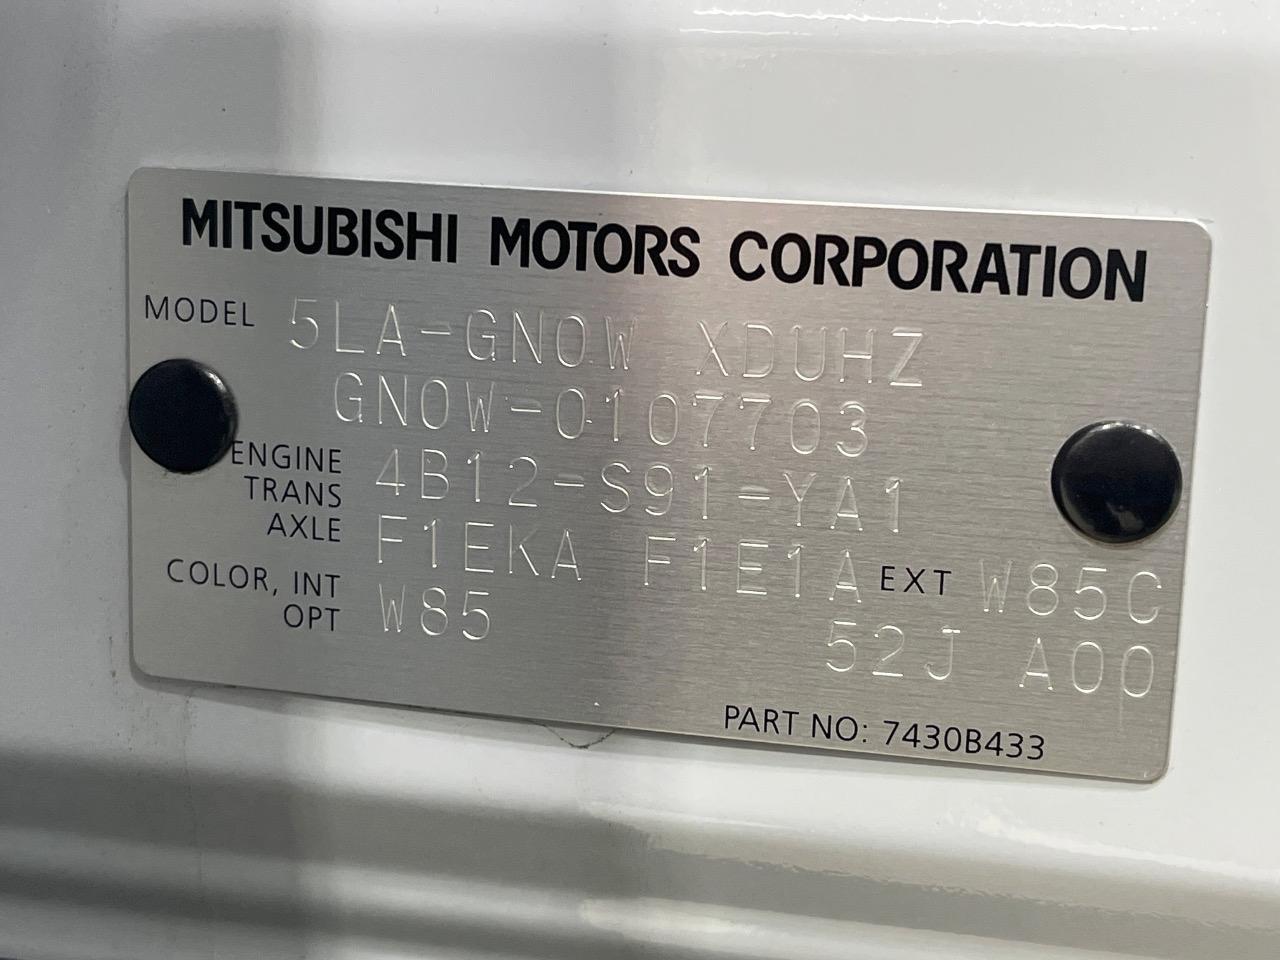 MITSUBISHI MOTORS CORPORATION
MODEL 5LA-GN0W XDUHZ
GN0W-0107703
ENGINE 4B12-S91-YA1
TRANS
AXLE F1EKA F1E1A
COLOR, INT W85 EXT W85C
OPT 52J A00
PART NO: 7430B433